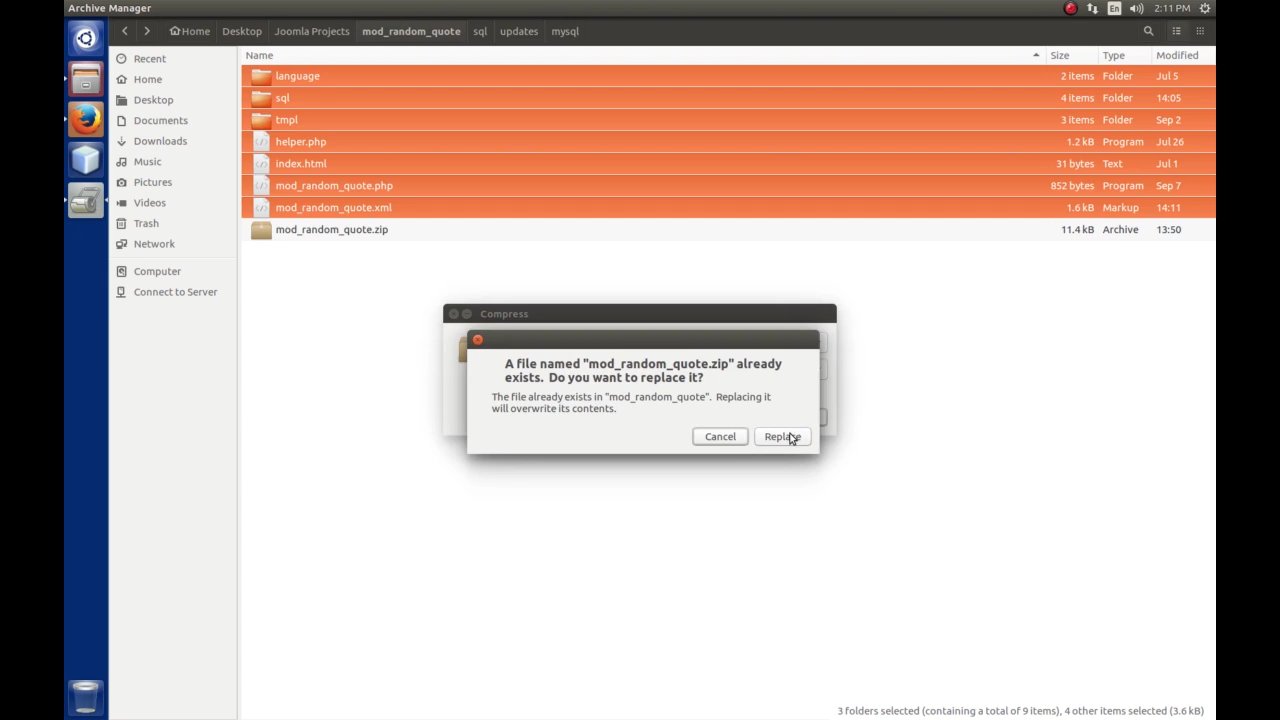 Archive Manager
En
2:11 PM
Home
Desktop
Joomla Projects
mod_random_quote
sql
updates
mysql
Recent
Home
Desktop
Documents
Downloads
Music
Pictures
Videos
Trash
Network
Computer
Connect to Server
Name Size Type Modified
language 2 items Folder Jul 5
sql 4 items Folder 14:05
tmpl 3 items Folder Sep 2
helper.php 1.2 kB Program Jul 26
index.html 31 bytes Text Jul 1
mod_random_quote.php 852 bytes Program Sep 7
mod_random_quote.xml 1.6 kB Markup 14:11
mod_random_quote.zip 11.4 kB Archive 13:50
Compress
A file named "mod_random_quote.zip" already
exists. Do you want to replace it?
The file already exists in "mod_random_quote". Replacing it
will overwrite its contents.
Cancel
Replace
3 folders selected (containing a total of 9 items), 4 other items selected (3.6 kB)